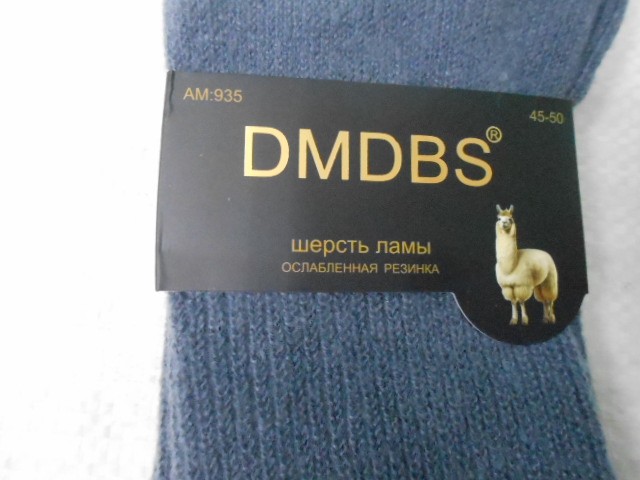 AM:935
45-50
DMDBS®
шерсть ламы
ОСЛАБЛЕННАЯ РЕЗИНКА